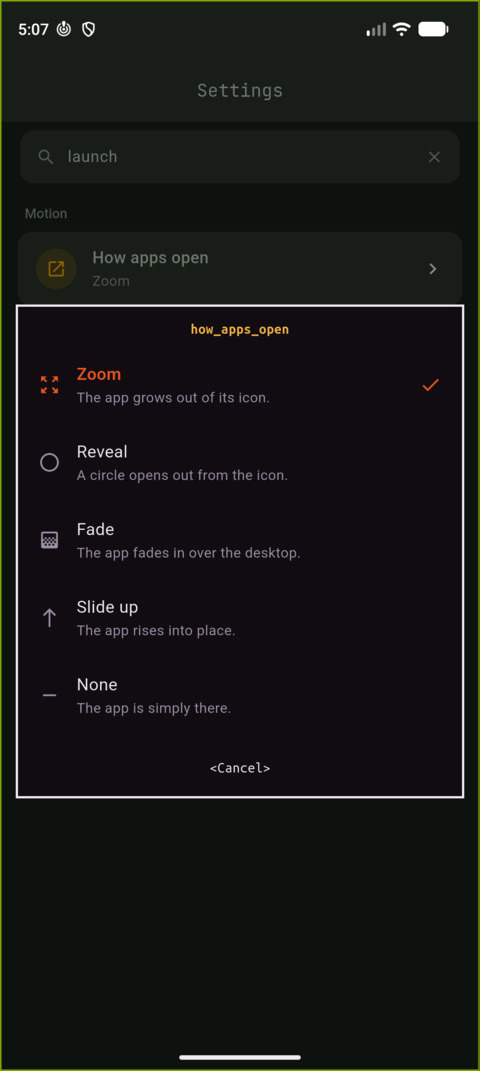 5:07
Settings
launch
Motion
How apps open
Zoom
how_apps_open
Zoom
The app grows out of its icon.
Reveal
A circle opens out from the icon.
Fade
The app fades in over the desktop.
Slide up
The app rises into place.
None
The app is simply there.
<Cancel>